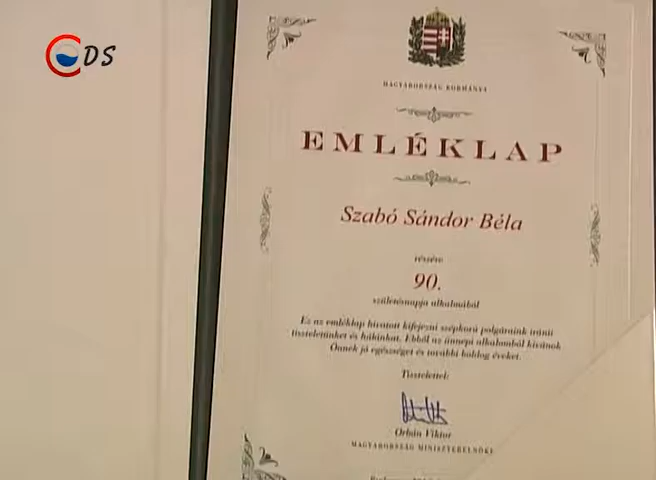 DS
MAGYARORSZÁG KORMÁNYA
EMLÉKLAP
Szabó Sándor Béla
részére
90.
születésnapja alkalmából
Ez az emléklap hivatott kifejezni szépkorú polgáraink iránti
tiszteletünket és hálánkat. Ebből az ünnepi alkalomból kívánok
Önnek jó egészséget és további boldog éveket.
Tisztelettel:
Orbán Viktor
MAGYARORSZÁG MINISZTERELNÖKE